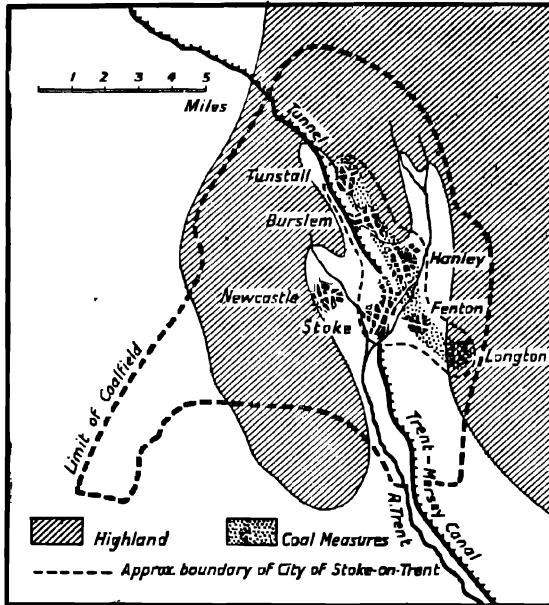 1 2 3 4 5
Miles
Tunnel
Tunstall
Burslem
Hanley
Newcastle
Fenton
Stoke
Longton
Limit of Coalfield
Trent-Mersey Canal
R.Trent
Highland
Coal Measures
Approx. boundary of City of Stoke-on-Trent